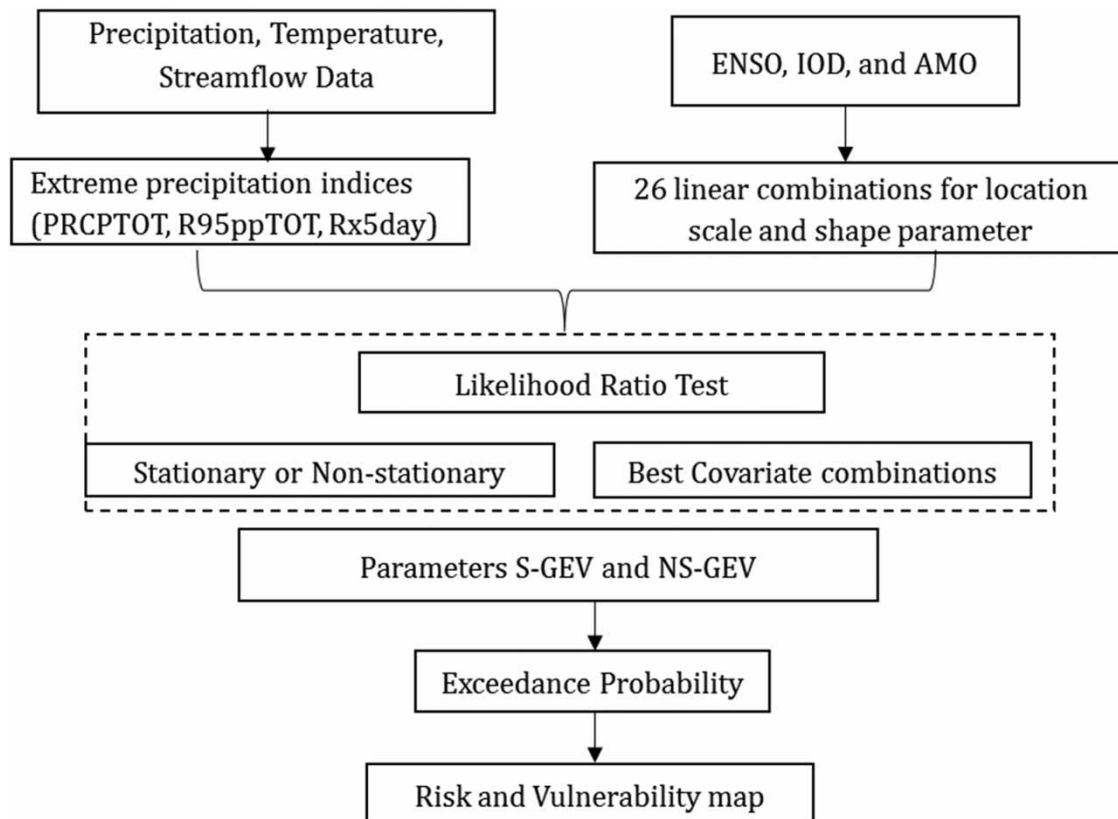 Precipitation, Temperature,
Streamflow Data
ENSO, IOD, and AMO
Extreme precipitation indices
(PRCPTOT, R95ppTOT, Rx5day)
26 linear combinations for location
scale and shape parameter
Likelihood Ratio Test
Stationary or Non-stationary
Best Covariate combinations
Parameters S-GEV and NS-GEV
Exceedance Probability
Risk and Vulnerability map